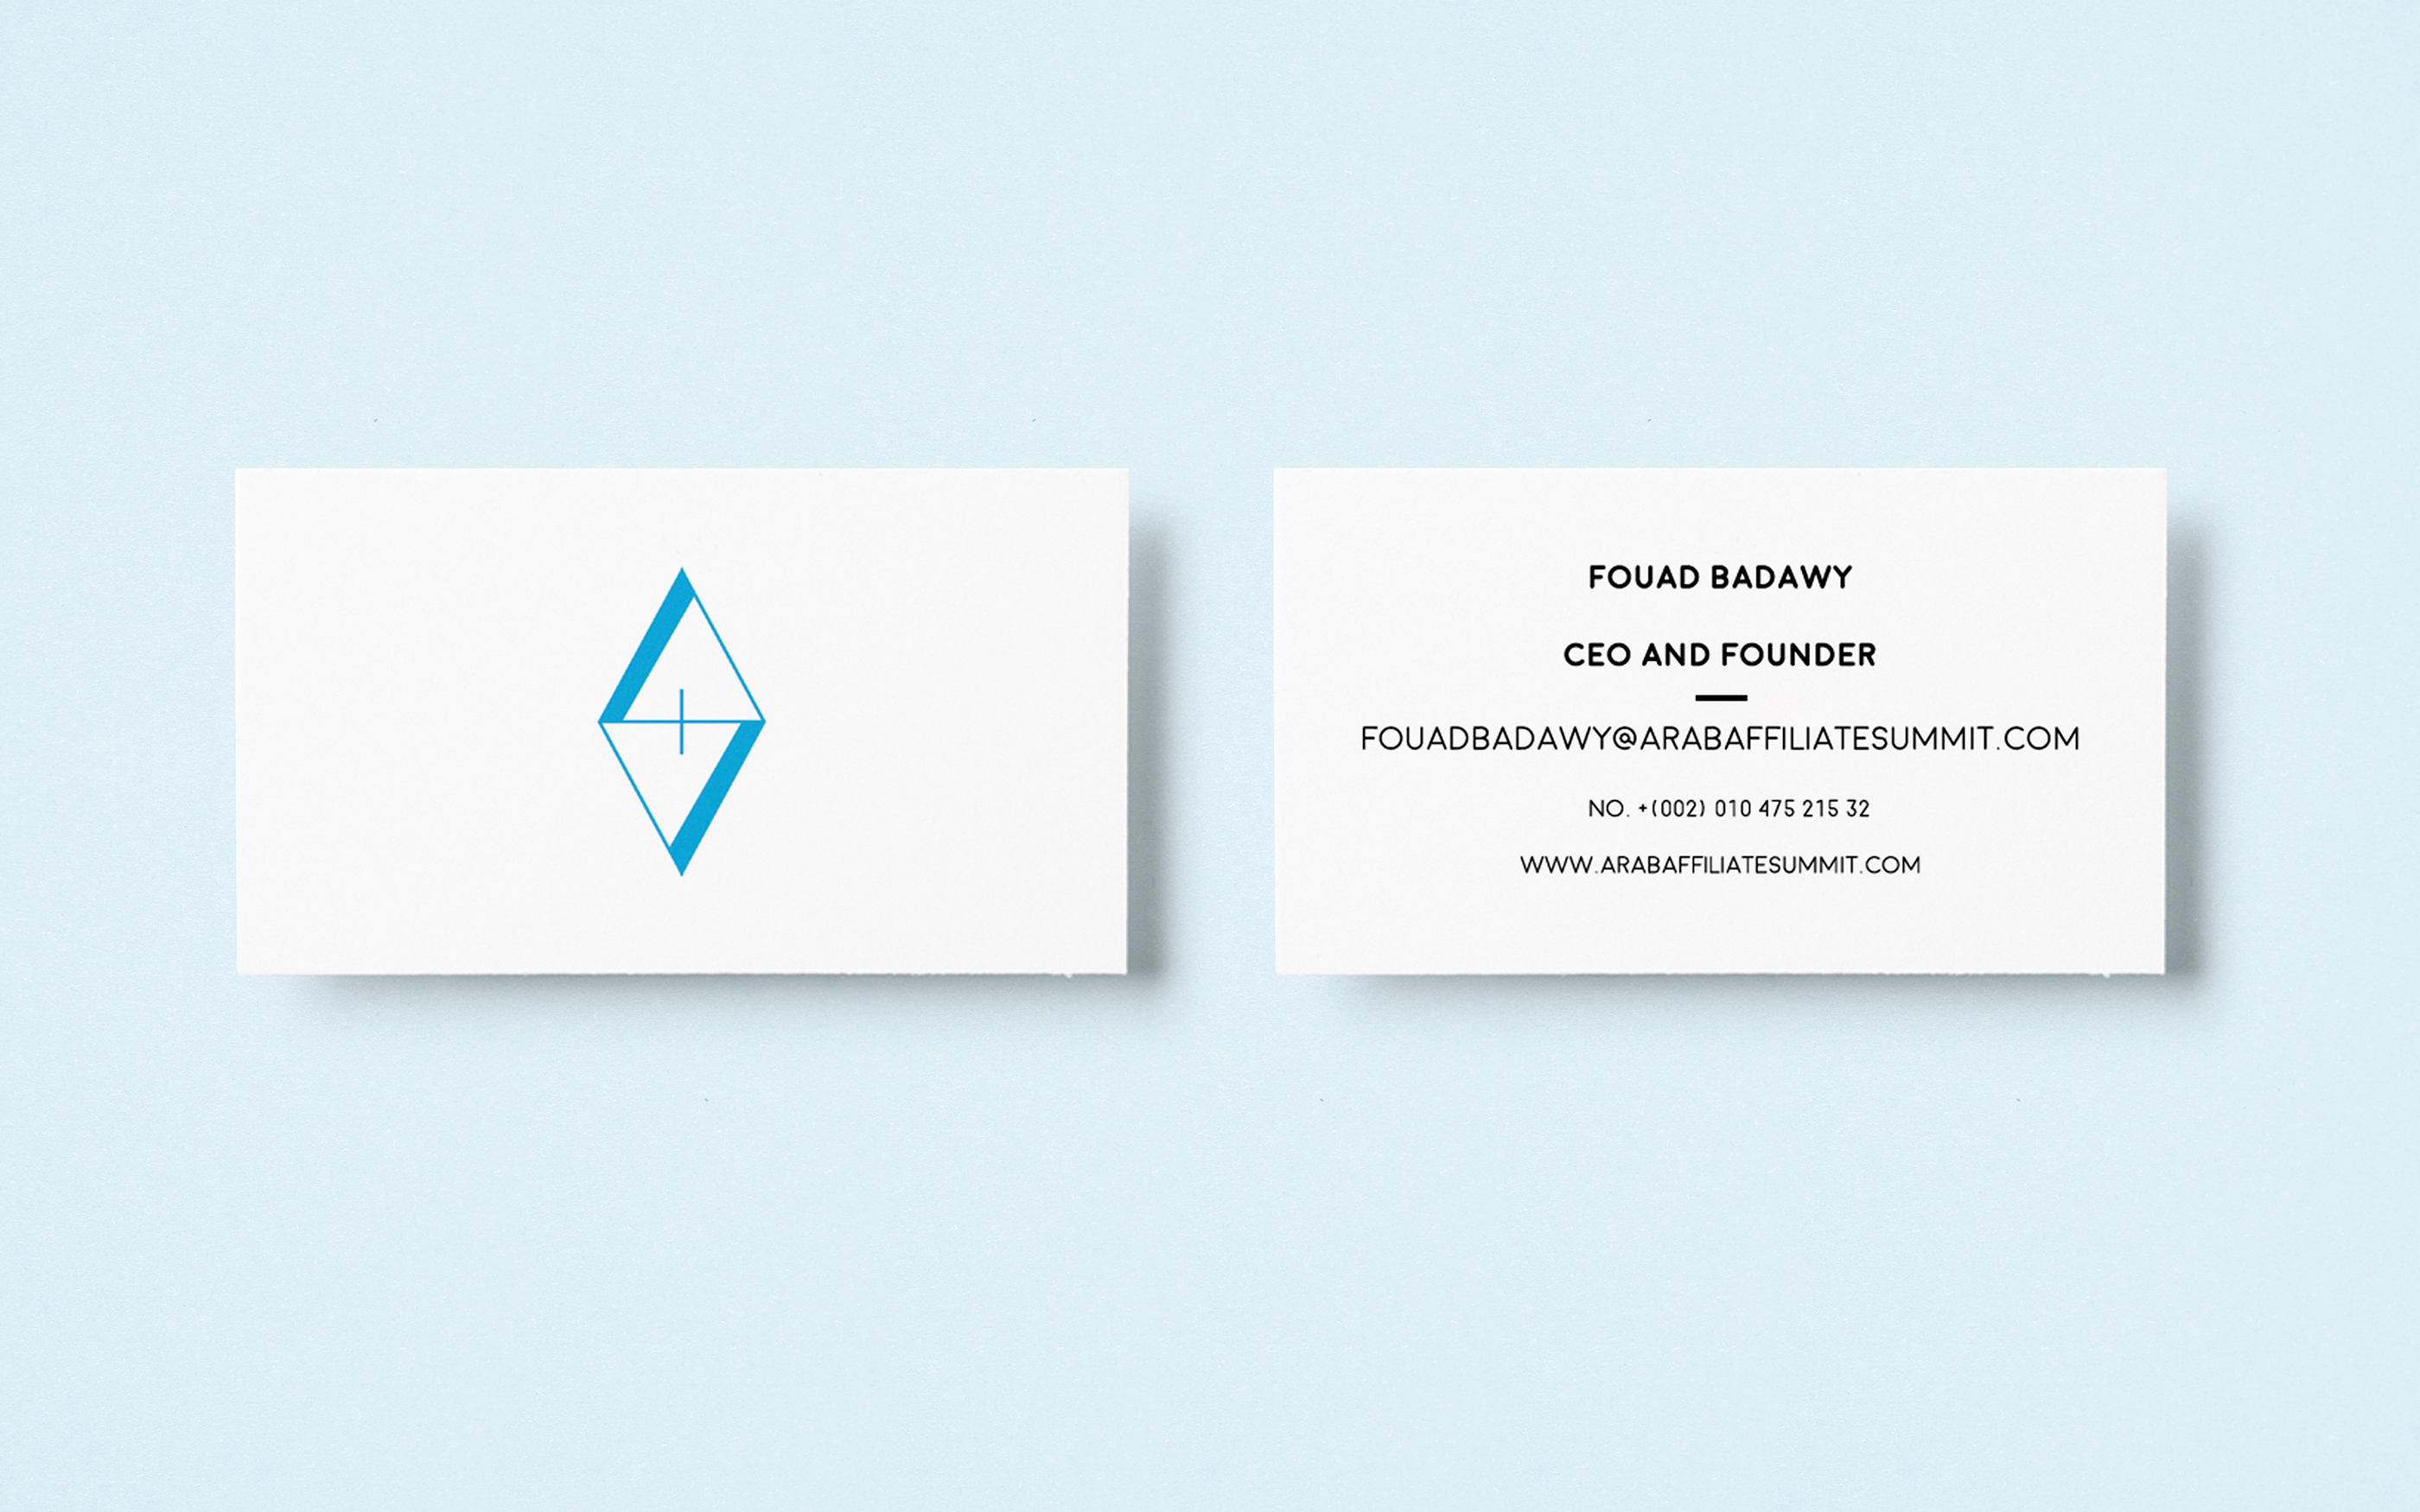 FOUAD BADAWY
CEO AND FOUNDER
FOUADBADAWY@ARABAFFILIATESUMMIT.COM
NO. +(002) 010 475 215 32
WWW.ARABAFFILIATESUMMIT.COM